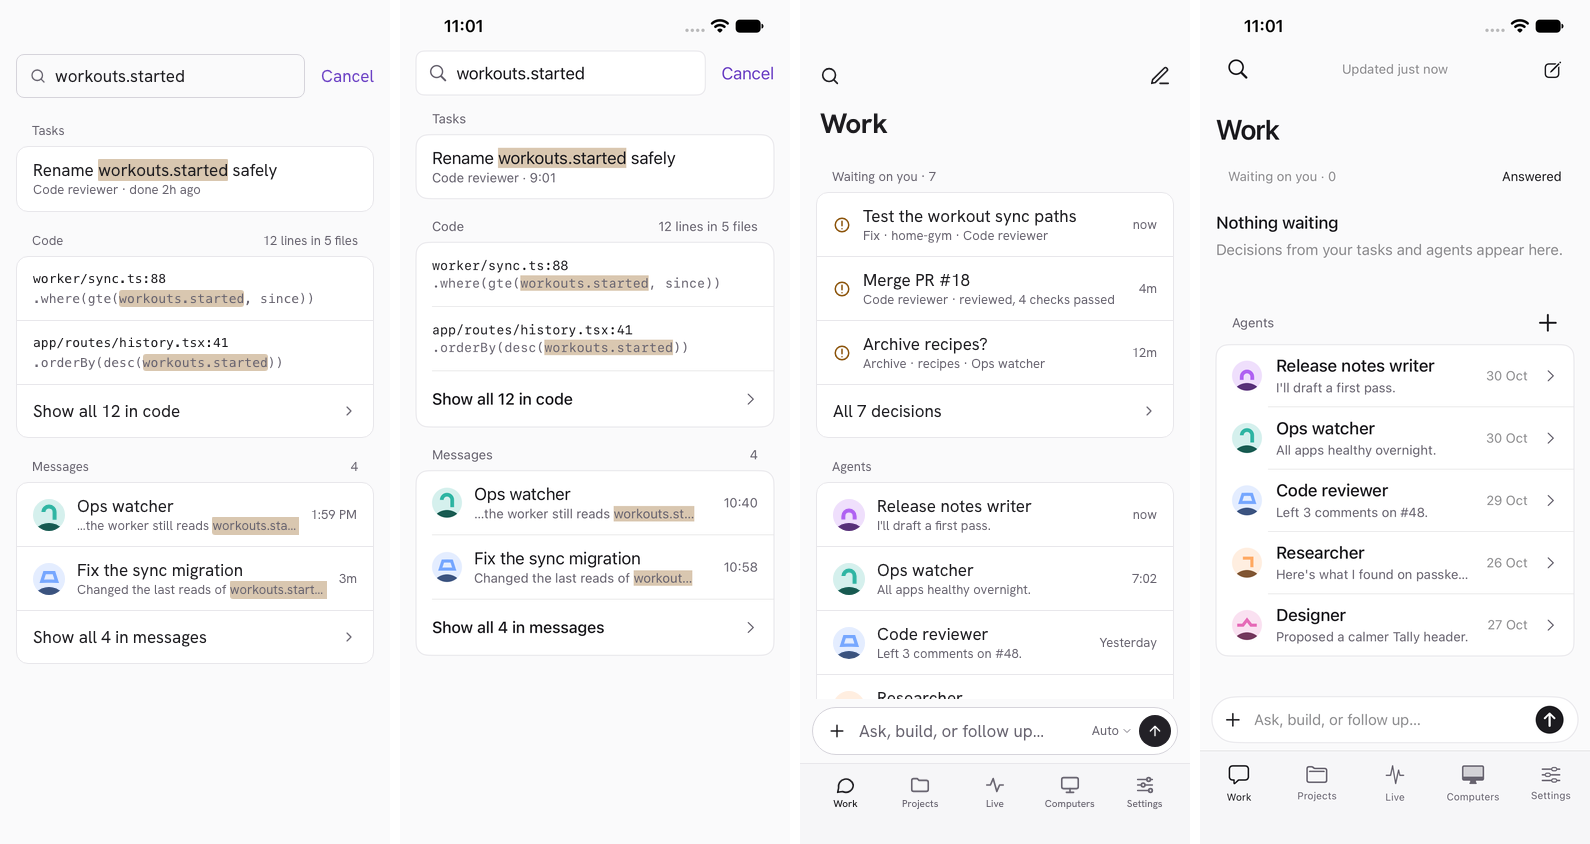 workouts.started
Cancel
Tasks
Rename workouts.started safely
Code reviewer · done 2h ago
Code
12 lines in 5 files
worker/sync.ts:88
.where(gte(workouts.started, since))
app/routes/history.tsx:41
.orderBy(desc(workouts.started))
Show all 12 in code
Messages
4
Ops watcher
...the worker still reads workouts.sta...
1:59 PM
Fix the sync migration
Changed the last reads of workouts.start...
3m
Show all 4 in messages
11:01
workouts.started
Cancel
Tasks
Rename workouts.started safely
Code reviewer · 9:01
Code
12 lines in 5 files
worker/sync.ts:88
.where(gte(workouts.started, since))
app/routes/history.tsx:41
.orderBy(desc(workouts.started))
Show all 12 in code
Messages
4
Ops watcher
...the worker still reads workouts.st...
10:40
Fix the sync migration
Changed the last reads of workout...
10:58
Show all 4 in messages
Work
Waiting on you · 7
Test the workout sync paths
now
Fix · home-gym · Code reviewer
Merge PR #18
4m
Code reviewer · reviewed, 4 checks passed
Archive recipes?
12m
Archive · recipes · Ops watcher
All 7 decisions
Agents
Release notes writer
now
I'll draft a first pass.
Ops watcher
7:02
All apps healthy overnight.
Code reviewer
Yesterday
Left 3 comments on #48.
Researcher
Ask, build, or follow up...
Auto
Work
Projects
Live
Computers
Settings
11:01
Updated just now
Work
Waiting on you · 0
Answered
Nothing waiting
Decisions from your tasks and agents appear here.
Agents
Release notes writer
30 Oct
I'll draft a first pass.
Ops watcher
30 Oct
All apps healthy overnight.
Code reviewer
29 Oct
Left 3 comments on #48.
Researcher
26 Oct
Here's what I found on passke...
Designer
27 Oct
Proposed a calmer Tally header.
Ask, build, or follow up...
Work
Projects
Live
Computers
Settings